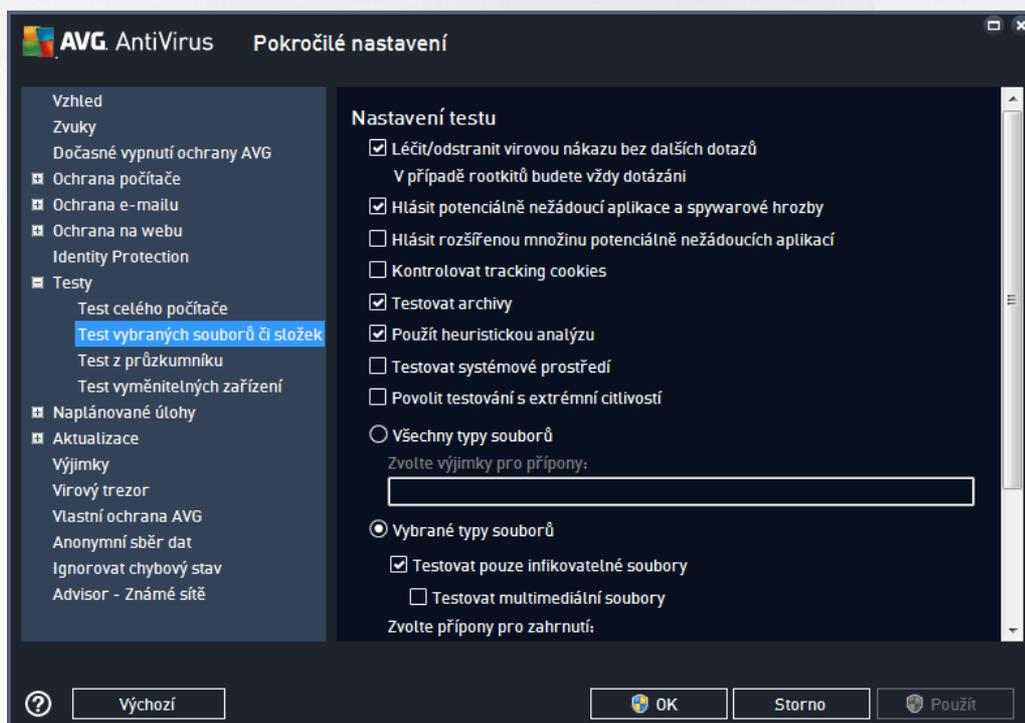 AVG. AntiVirus Pokročilé nastavení
Vzhled
Zvuky
Dočasné vypnutí ochrany AVG
Ochrana počítače
Ochrana e-mailu
Ochrana na webu
Identity Protection
Testy
Test celého počítače
Test vybraných souborů či složek
Test z průzkumníku
Test vyměnitelných zařízení
Naplánované úlohy
Aktualizace
Výjimky
Virový trezor
Vlastní ochrana AVG
Anonymní sběr dat
Ignorovat chybový stav
Advisor - Známé sítě
Nastavení testu
Léčit/odstranit virovou nákazu bez dalších dotazů
V případě rootkitů budete vždy dotázáni
Hlásit potenciálně nežádoucí aplikace a spywarové hrozby
Hlásit rozšířenou množinu potenciálně nežádoucích aplikací
Kontrolovat tracking cookies
Testovat archivy
Použít heuristickou analýzu
Testovat systémové prostředí
Povolit testování s extrémní citlivostí
Všechny typy souborů
Zvolte výjimky pro přípony:
Vybrané typy souborů
Testovat pouze infikovatelné soubory
Testovat multimediální soubory
Zvolte přípony pro zahrnutí:
? Výchozí OK Storno Použít